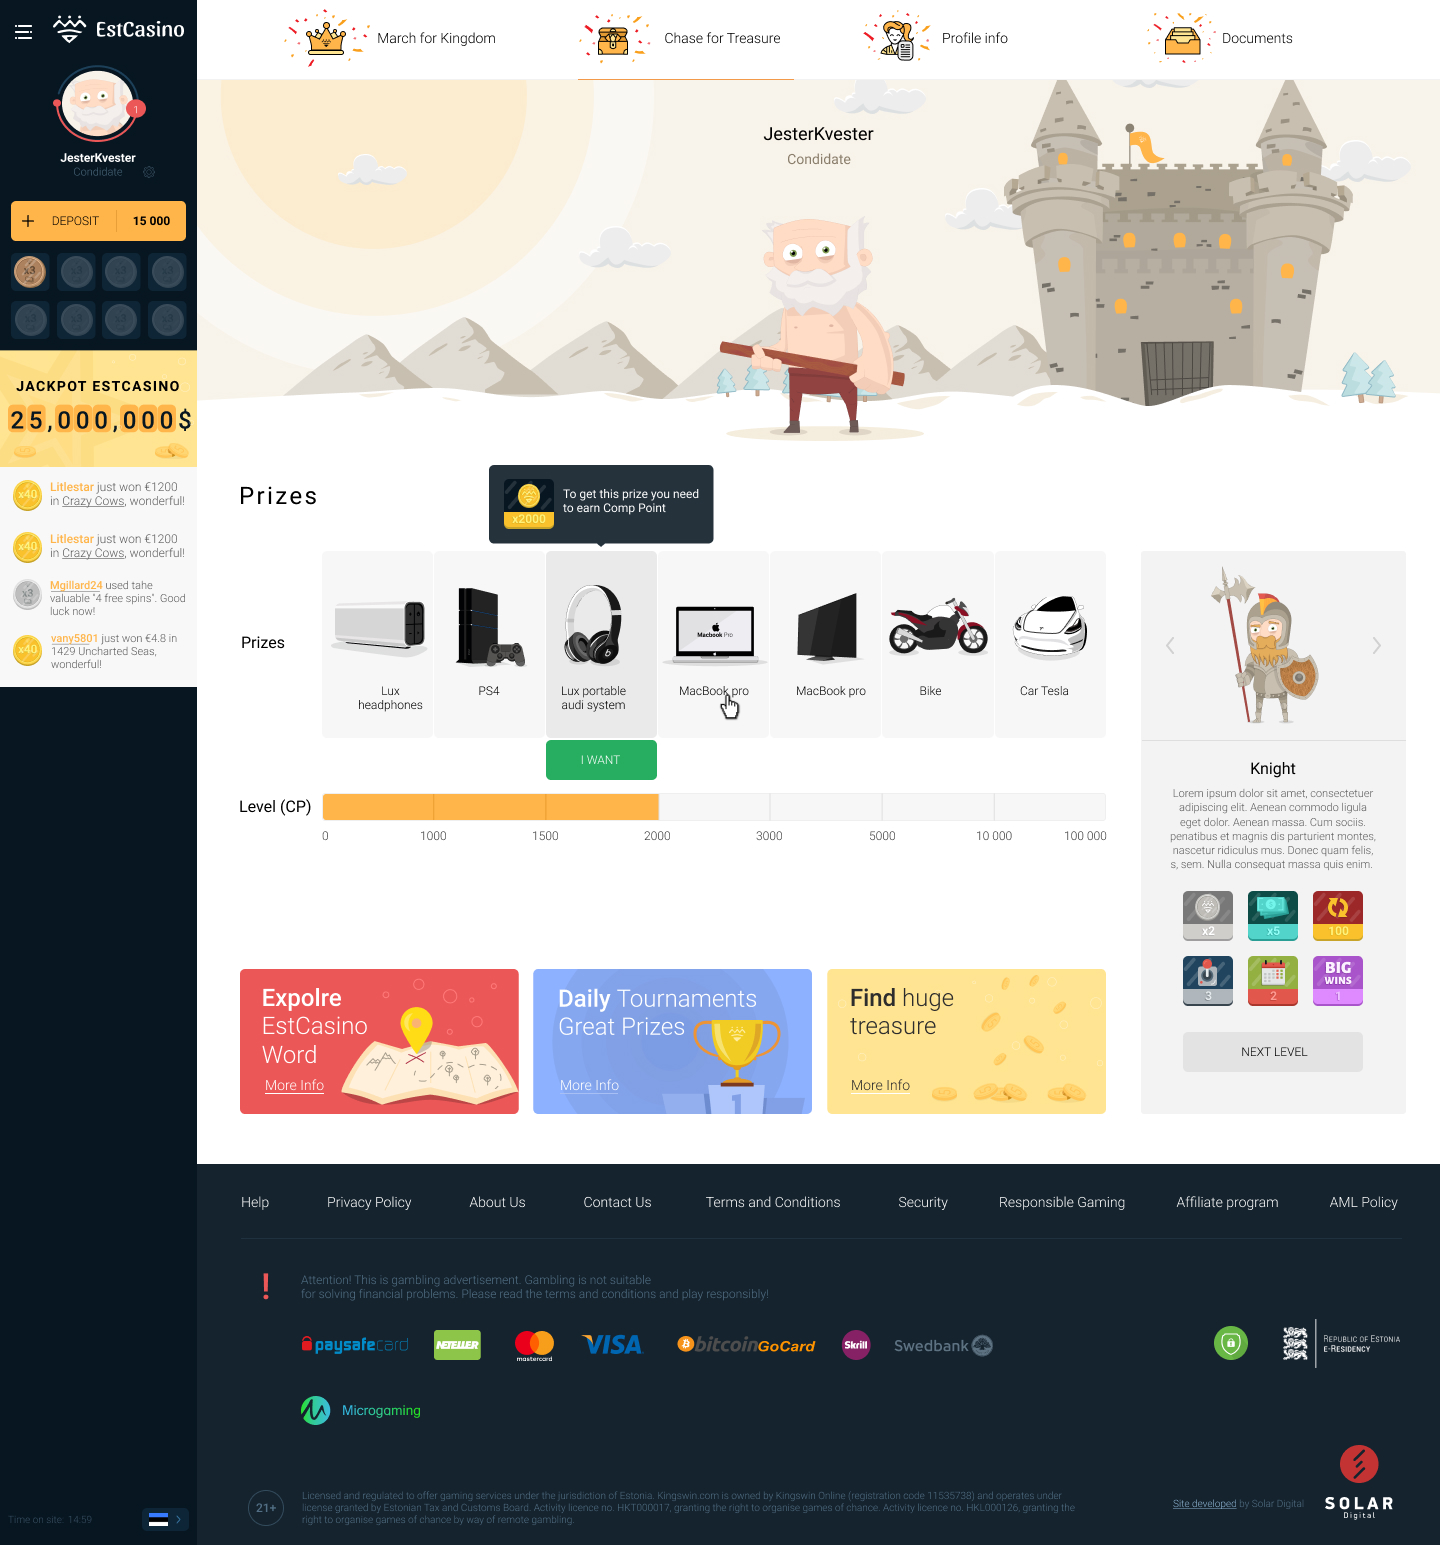 EstCasino
1
JesterKvester
Condidate
DEPOSIT 15 000
x3
JACKPOT ESTCASINO
25,000,000$
x40
Litlestar just won €1200
in Crazy Cows, wonderful!
x40
Litlestar just won €1200
in Crazy Cows, wonderful!
x3
Mgillard24 used tahe
valuable "4 free spins". Good
luck now!
x40
vany5801 just won €4.8 in
1429 Uncharted Seas,
wonderful!
Time on site: 14:59
March for Kingdom
Chase for Treasure
Profile info
Documents
JesterKvester
Condidate
Prizes
x2000
To get this prize you need
to earn Comp Point
Prizes
Macbook Pro
Lux
headphones
PS4
Lux portable
audi system
MacBook pro
MacBook pro
Bike
Car Tesla
I WANT
Level (CP)
0 1000 1500 2000 3000 5000 10 000 100 000
Knight
Lorem ipsum dolor sit amet, consectetuer
adipiscing elit. Aenean commodo ligula
eget dolor. Aenean massa. Cum sociis.
penatibus et magnis dis parturient montes,
nascetur ridiculus mus. Donec quam felis,
s, sem. Nulla consequat massa quis enim.
x2
x5
100
3
2
BIG
WINS
1
NEXT LEVEL
Expolre
EstCasino
Word
More Info
Daily Tournaments
Great Prizes
More Info
1
Find huge
treasure
More Info
Help
Privacy Policy
About Us
Contact Us
Terms and Conditions
Security
Responsible Gaming
Affiliate program
AML Policy
Attention! This is gambling advertisement. Gambling is not suitable
for solving financial problems. Please read the terms and conditions and play responsibly!
paysafecard
NETELLER
mastercard
VISA
bitcoin
GoCard
Skrill
Swedbank
REPUBLIC OF ESTONIA
E-RESIDENCY
Microgaming
21+
Licensed and regulated to offer gaming services under the jurisdiction of Estonia. Kingswin.com is owned by Kingswin Online (registration code 11535738) and operates under
license granted by Estonian Tax and Customs Board. Activity licence no. HKT000017, granting the right to organise games of chance. Activity licence no. HKL000126, granting the
right to organise games of chance by way of remote gambling.
Site developed by Solar Digital
SOLAR
Digital